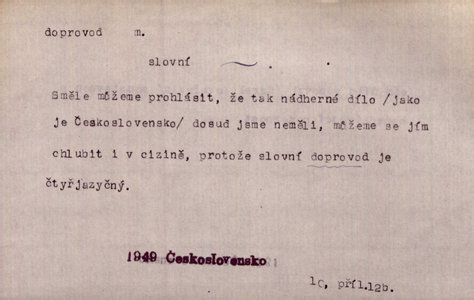 doprovod m.
slovní
Směle můžeme prohlásit, že tak nádherné dílo /jako
je Československo/ dosud jsme neměli, můžeme se jím
chlubit i v cizině, protože slovní doprovod je
čtyřjazyčný.
1949 Československo
lc, příl.12b.